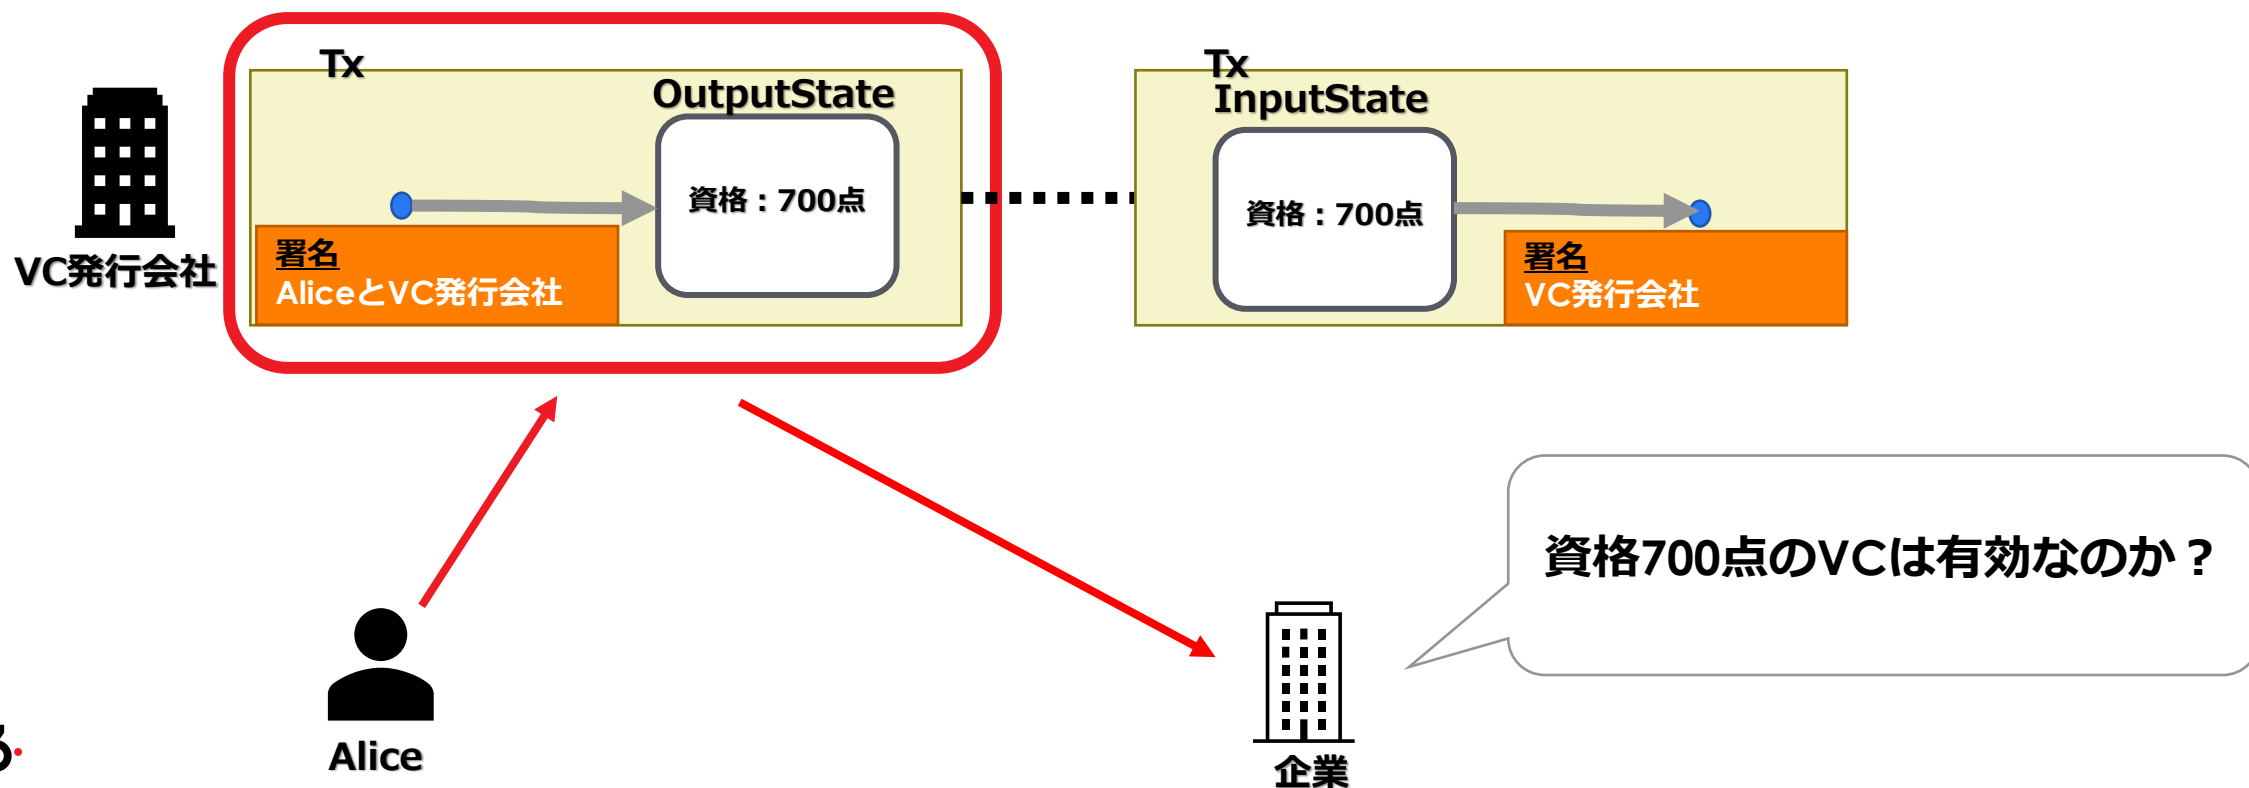 Tx
OutputState
資格：700点
署名
AliceとVC発行会社
VC発行会社
Tx
InputState
資格：700点
署名
VC発行会社
資格700点のVCは有効なのか？
Alice
企業